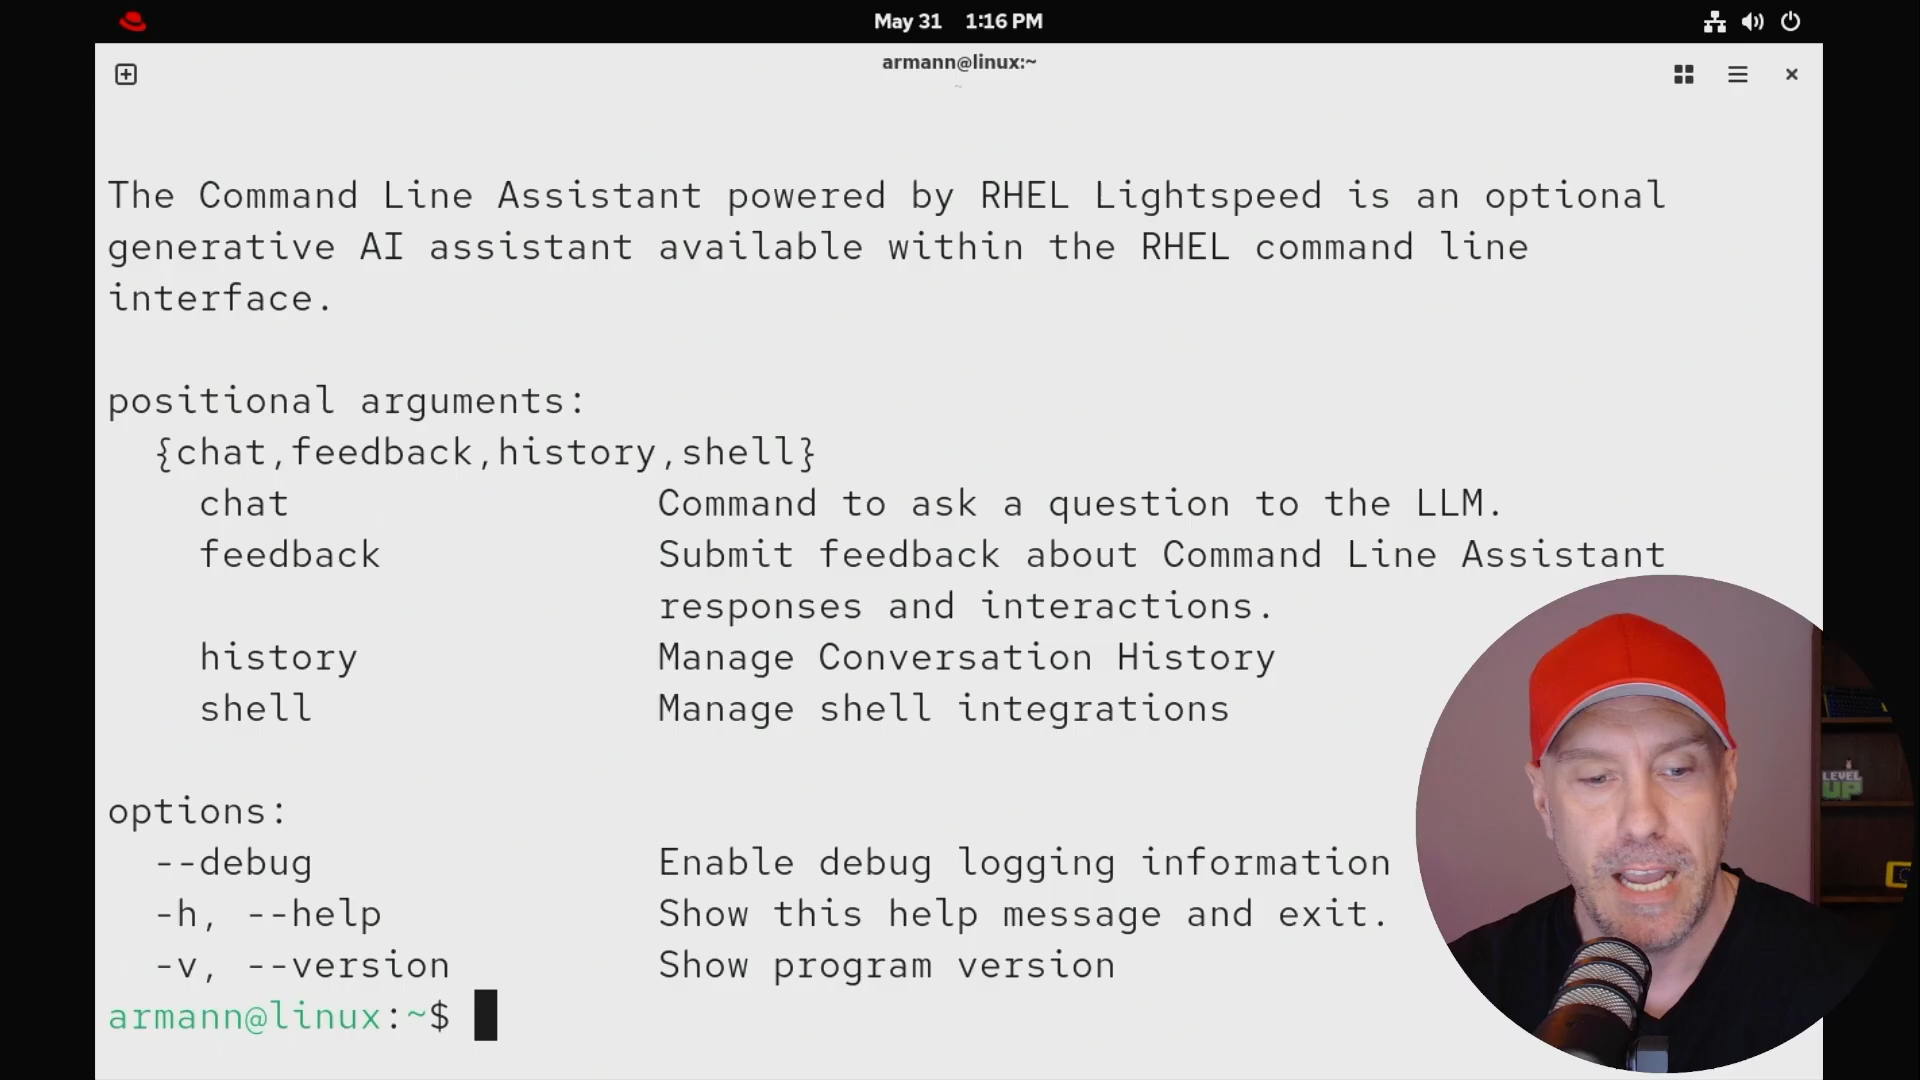 May 31 1:16 PM
armann@linux:~
~
The Command Line Assistant powered by RHEL Lightspeed is an optional
generative AI assistant available within the RHEL command line
interface.
positional arguments:
{chat,feedback,history,shell}
chat Command to ask a question to the LLM.
feedback Submit feedback about Command Line Assistant
responses and interactions.
history Manage Conversation History
shell Manage shell integrations
options:
--debug Enable debug logging information
-h, --help Show this help message and exit.
-v, --version Show program version
armann@linux:~$
LEVEL
UP